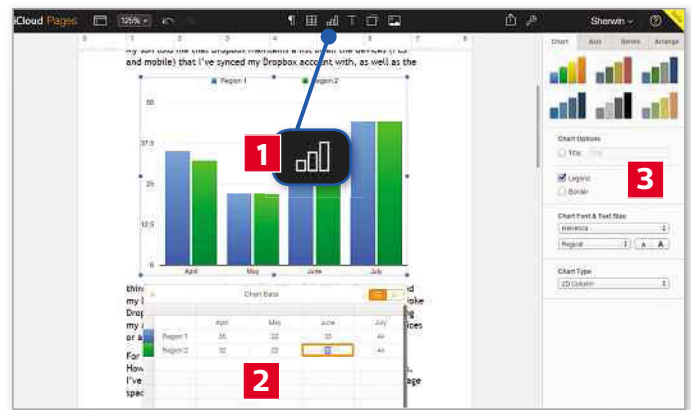 iCloud Pages 125% T Sherwin ?
my son told me that Dropbox maintains a list of all the devices (PCs
and mobile) that I've synced my Dropbox account with, as well as the
Region 1 Region 2
50
37.5
25
12.5
0
April May June July
1
Chart Data
April May June July
Region 1 35 22 44
Region 2 32 22 44
2
For
How
I've
spac
Chart Axis Series Arrange
Chart Options
Title
Legend
Border
3
Chart Font & Text Size
Helvetica
Regular A A
Chart Type
2D Column